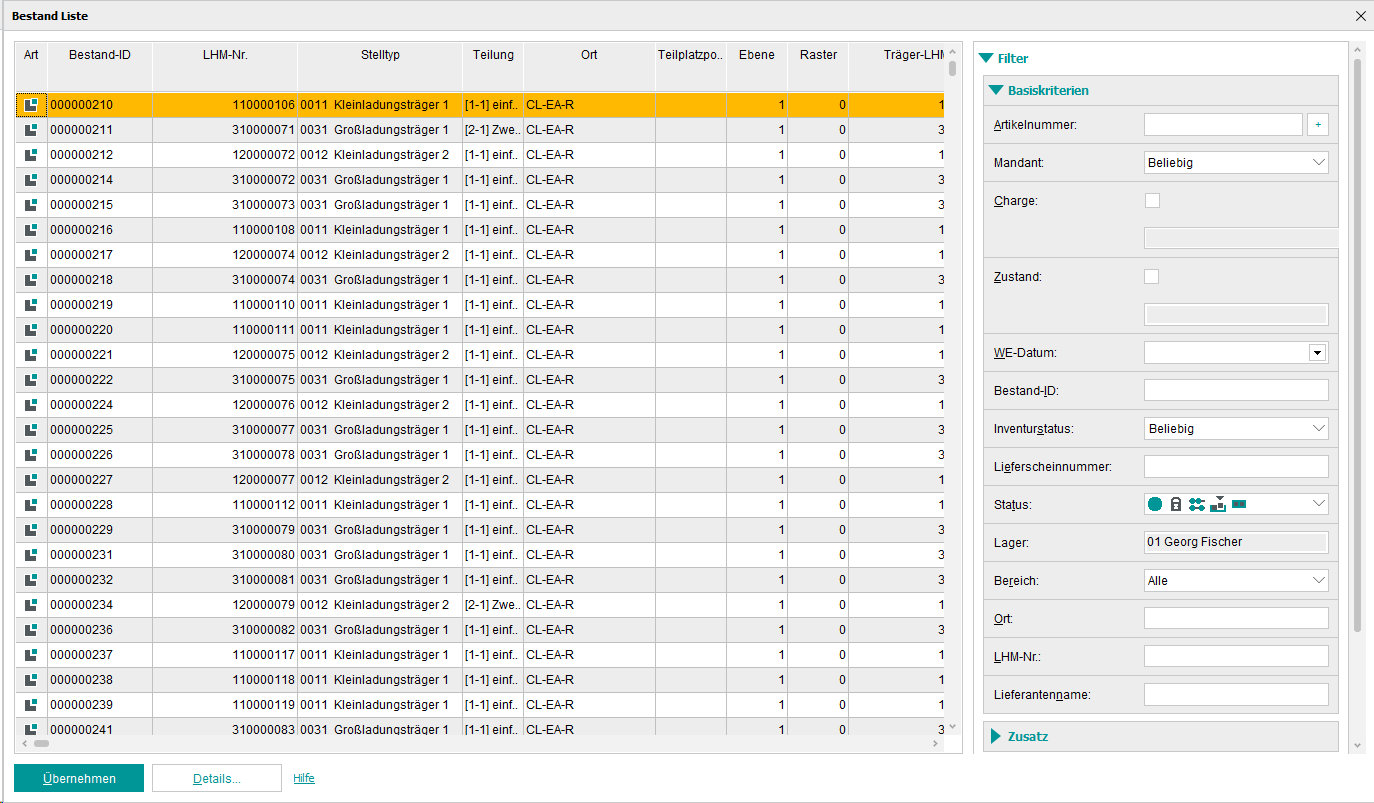 Bestand Liste
Art Bestand-ID LHM-Nr. Stelltyp Teilung Ort Teilplatzpo.. Ebene Raster Träger-LHM
000000210 110000106 0011 Kleinladungsträger 1 [1-1] einf.. CL-EA-R 1 0 1
000000211 310000071 0031 Großladungsträger 1 [2-1] Zwe.. CL-EA-R 1 0 3
000000212 120000072 0012 Kleinladungsträger 2 [1-1] einf.. CL-EA-R 1 0 1
000000214 310000072 0031 Großladungsträger 1 [1-1] einf.. CL-EA-R 1 0 3
000000215 310000073 0031 Großladungsträger 1 [1-1] einf.. CL-EA-R 1 0 3
000000216 110000108 0011 Kleinladungsträger 1 [1-1] einf.. CL-EA-R 1 0 1
000000217 120000074 0012 Kleinladungsträger 2 [1-1] einf.. CL-EA-R 1 0 1
000000218 310000074 0031 Großladungsträger 1 [1-1] einf.. CL-EA-R 1 0 3
000000219 110000110 0011 Kleinladungsträger 1 [1-1] einf.. CL-EA-R 1 0 1
000000220 110000111 0011 Kleinladungsträger 1 [1-1] einf.. CL-EA-R 1 0 1
000000221 120000075 0012 Kleinladungsträger 2 [1-1] einf.. CL-EA-R 1 0 1
000000222 310000075 0031 Großladungsträger 1 [1-1] einf.. CL-EA-R 1 0 3
000000224 120000076 0012 Kleinladungsträger 2 [1-1] einf.. CL-EA-R 1 0 1
000000225 310000077 0031 Großladungsträger 1 [1-1] einf.. CL-EA-R 1 0 3
000000226 310000078 0031 Großladungsträger 1 [1-1] einf.. CL-EA-R 1 0 3
000000227 120000077 0012 Kleinladungsträger 2 [1-1] einf.. CL-EA-R 1 0 1
000000228 110000112 0011 Kleinladungsträger 1 [1-1] einf.. CL-EA-R 1 0 1
000000229 310000079 0031 Großladungsträger 1 [1-1] einf.. CL-EA-R 1 0 3
000000231 310000080 0031 Großladungsträger 1 [1-1] einf.. CL-EA-R 1 0 3
000000232 310000081 0031 Großladungsträger 1 [1-1] einf.. CL-EA-R 1 0 3
000000234 120000079 0012 Kleinladungsträger 2 [2-1] Zwe.. CL-EA-R 1 0 1
000000236 310000082 0031 Großladungsträger 1 [1-1] einf.. CL-EA-R 1 0 3
000000237 110000117 0011 Kleinladungsträger 1 [1-1] einf.. CL-EA-R 1 0 1
000000238 110000118 0011 Kleinladungsträger 1 [1-1] einf.. CL-EA-R 1 0 1
000000239 110000119 0011 Kleinladungsträger 1 [1-1] einf.. CL-EA-R 1 0 1
000000241 310000083 0031 Großladungsträger 1 [1-1] einf.. CL-EA-R 1 0 3
Übernehmen Details... Hilfe
Filter
Basiskriterien
Artikelnummer: +
Mandant: Beliebig
Charge:
Zustand:
WE-Datum:
Bestand-ID:
Inventurstatus: Beliebig
Lieferscheinnummer:
Status:
Lager: 01 Georg Fischer
Bereich: Alle
Ort:
LHM-Nr.:
Lieferantenname:
Zusatz